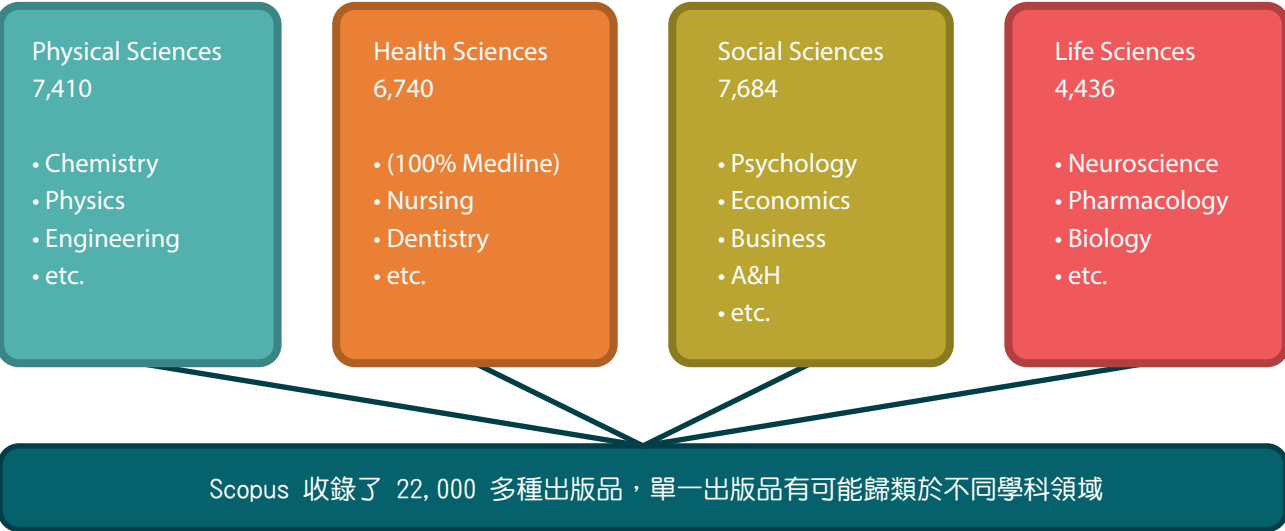 Physical Sciences
7,410
• Chemistry
• Physics
• Engineering
• etc.
Health Sciences
6,740
• (100% Medline)
• Nursing
• Dentistry
• etc.
Social Sciences
7,684
• Psychology
• Economics
• Business
• A&H
• etc.
Life Sciences
4,436
• Neuroscience
• Pharmacology
• Biology
• etc.
Scopus 收錄了 22,000 多種出版品，單一出版品有可能歸類於不同學科領域